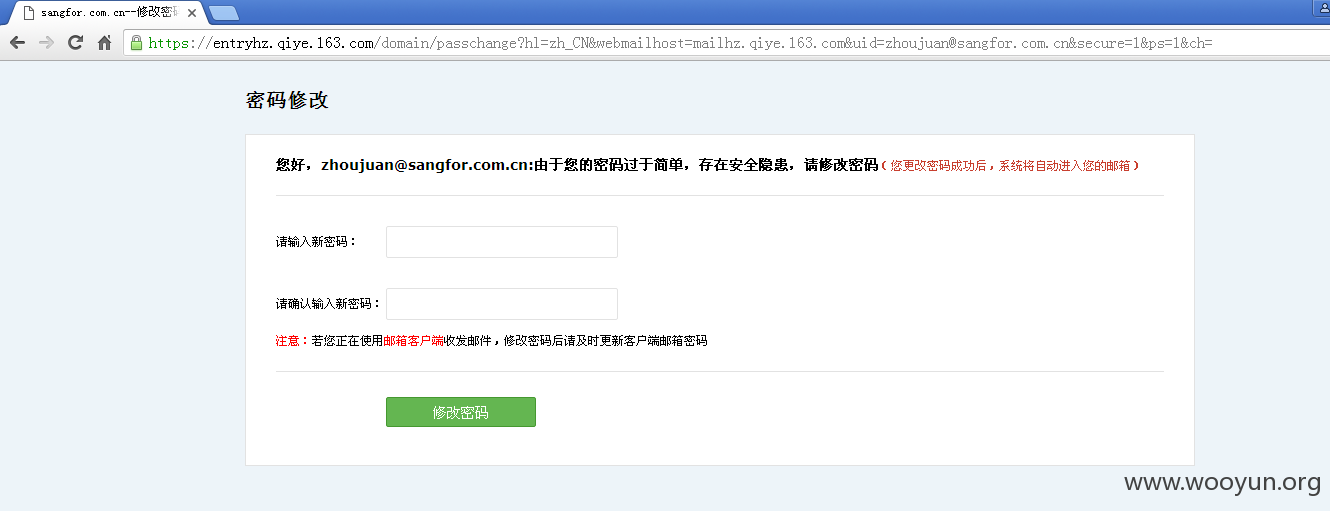 sangfor.com.cn--修改密码
https://entryhz.qiye.163.com/domain/passchange?hl=zh_CN&webmailhost=mailhz.qiye.163.com&uid=zhoujuan@sangfor.com.cn&secure=1&ps=1&ch=
密码修改
您好，zhoujuan@sangfor.com.cn:由于您的密码过于简单，存在安全隐患，请修改密码（您更改密码成功后，系统将自动进入您的邮箱）
请输入新密码：
请确认输入新密码：
注意：若您正在使用邮箱客户端收发邮件，修改密码后请及时更新客户端邮箱密码
修改密码
www.wooyun.org